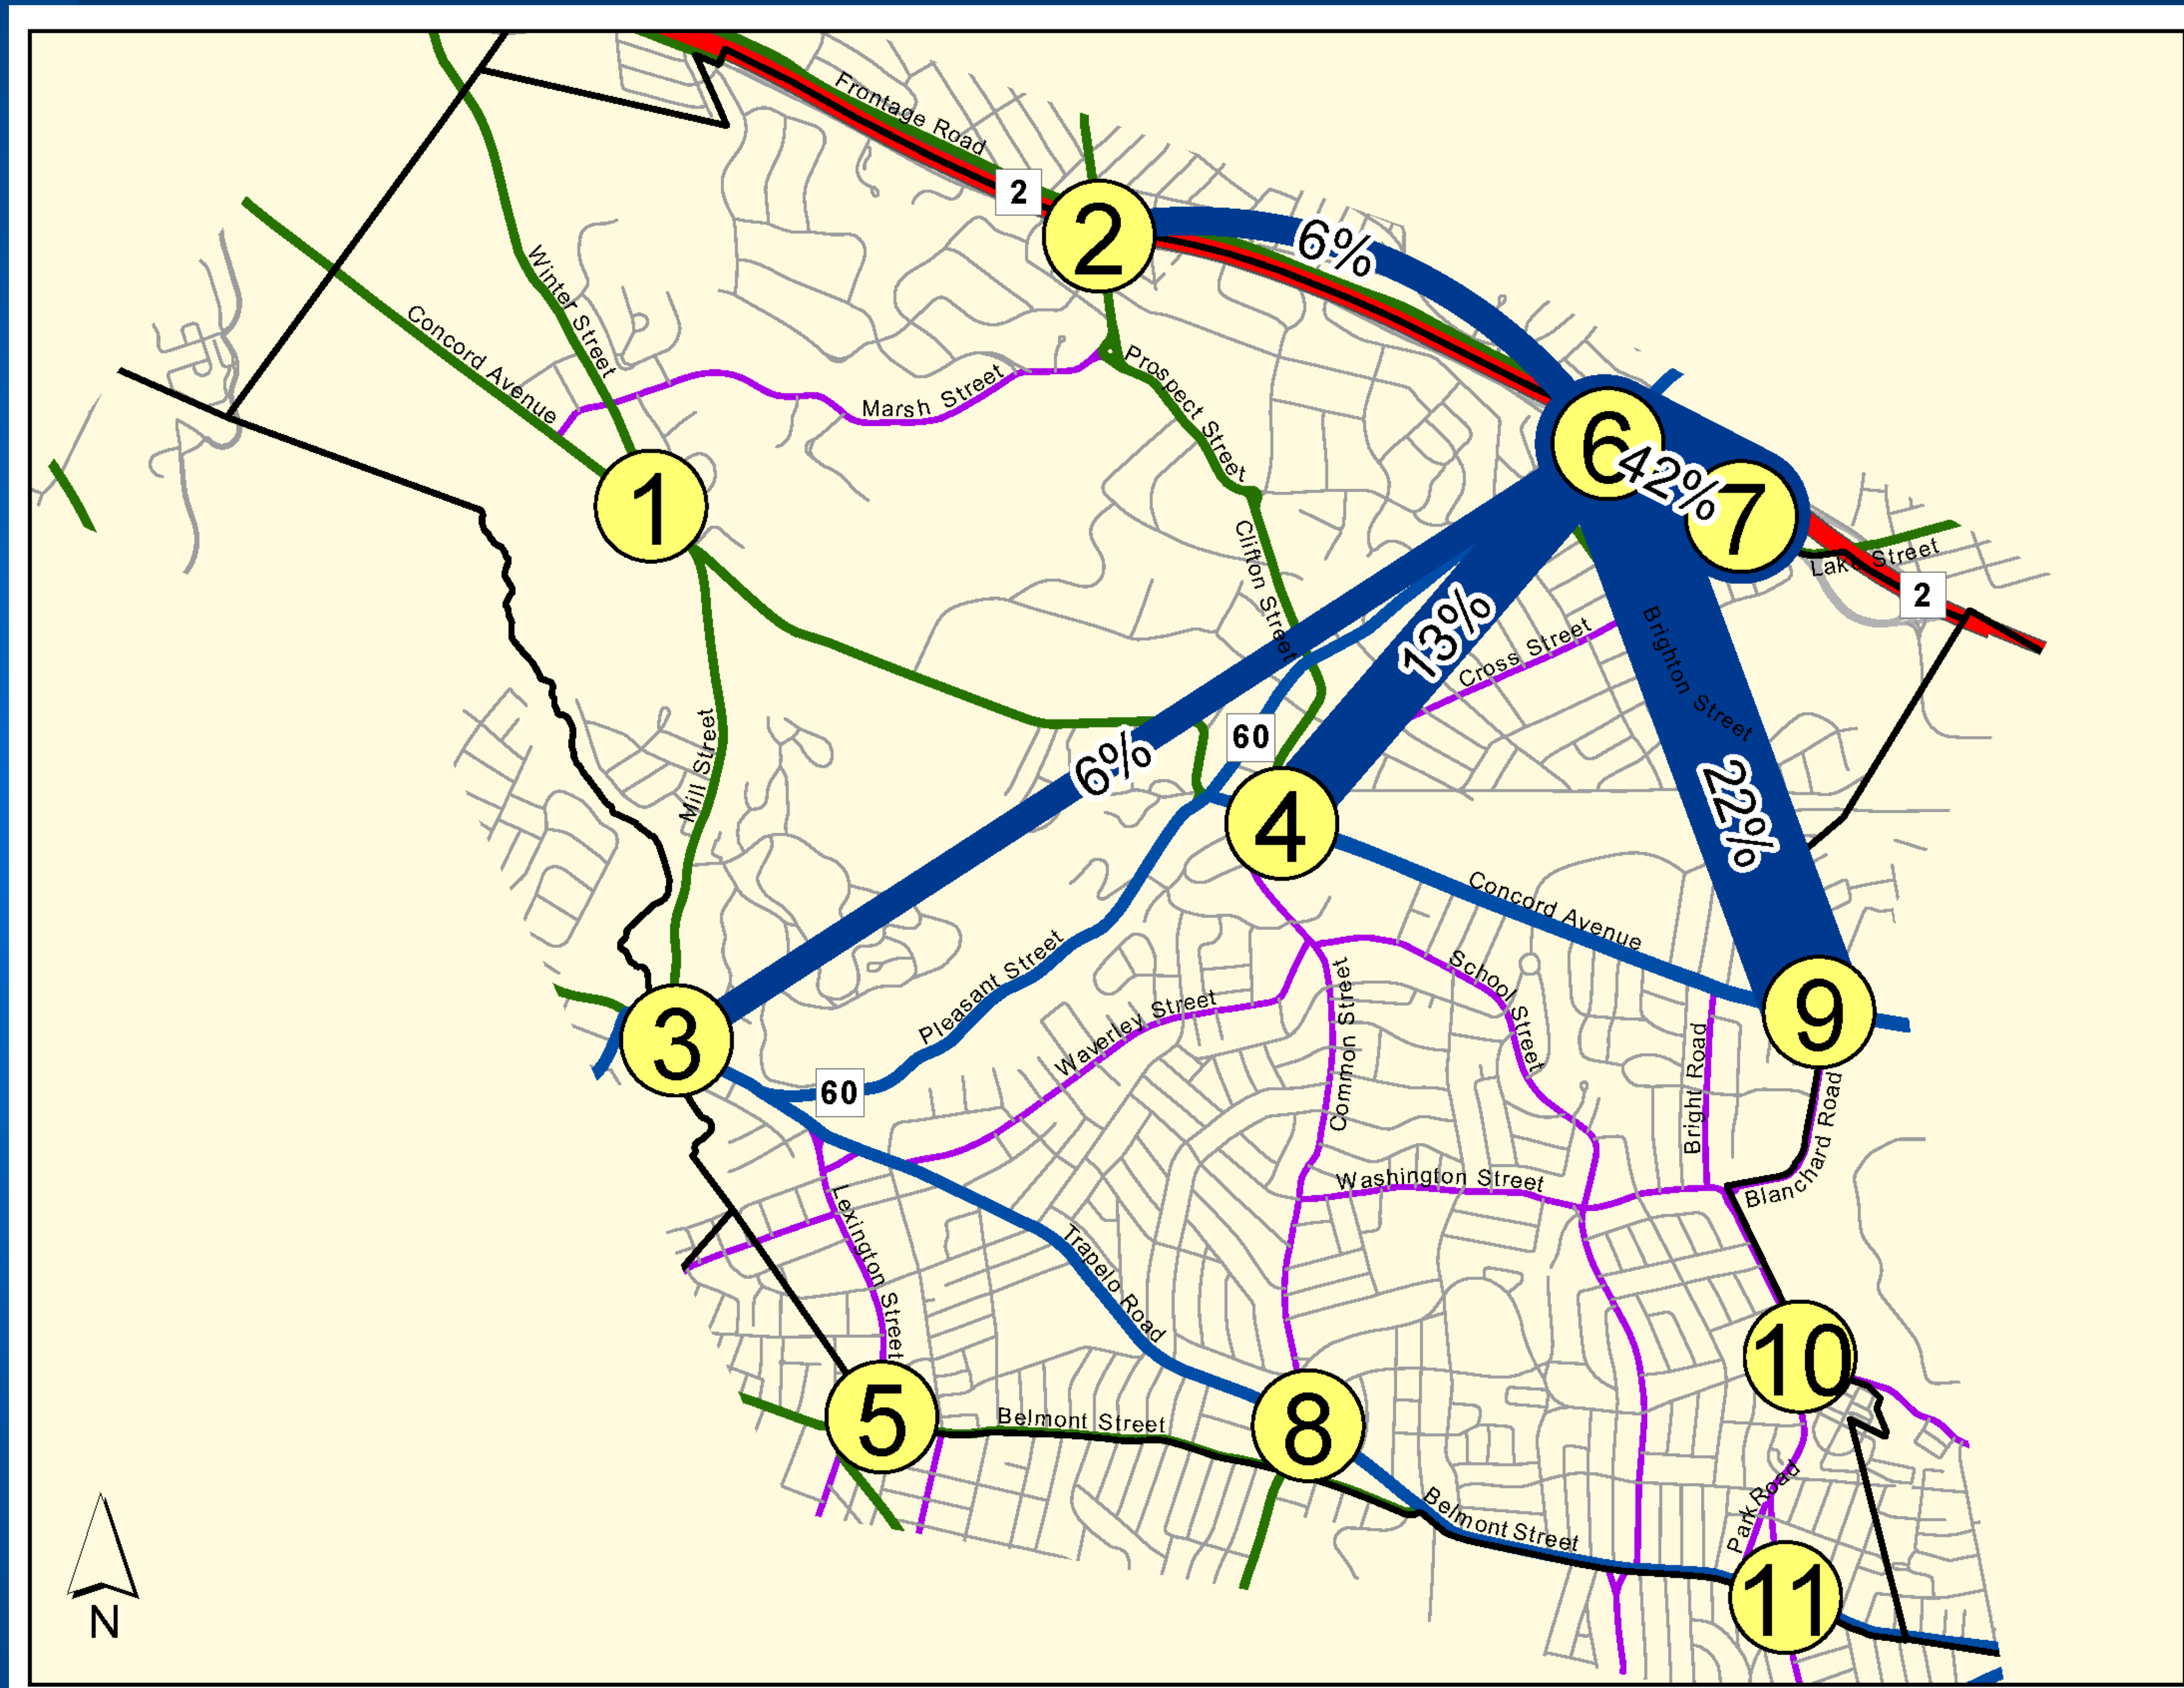 Frontage Road
2
2
6%
Winter Street
Concord Avenue
Marsh Street
Prospect Street
6
42%
7
1
Clifton Street
Lake Street
2
13%
Cross Street
Brighton Street
60
6%
Mill Street
4
22%
Concord Avenue
Pleasant Street
School Street
9
3
Waverley Street
Common Street
Bright Road
60
Blanchard Road
Washington Street
Lexington Street
Trapelo Road
10
5
Belmont Street
8
Park Road
Belmont Street
11
N